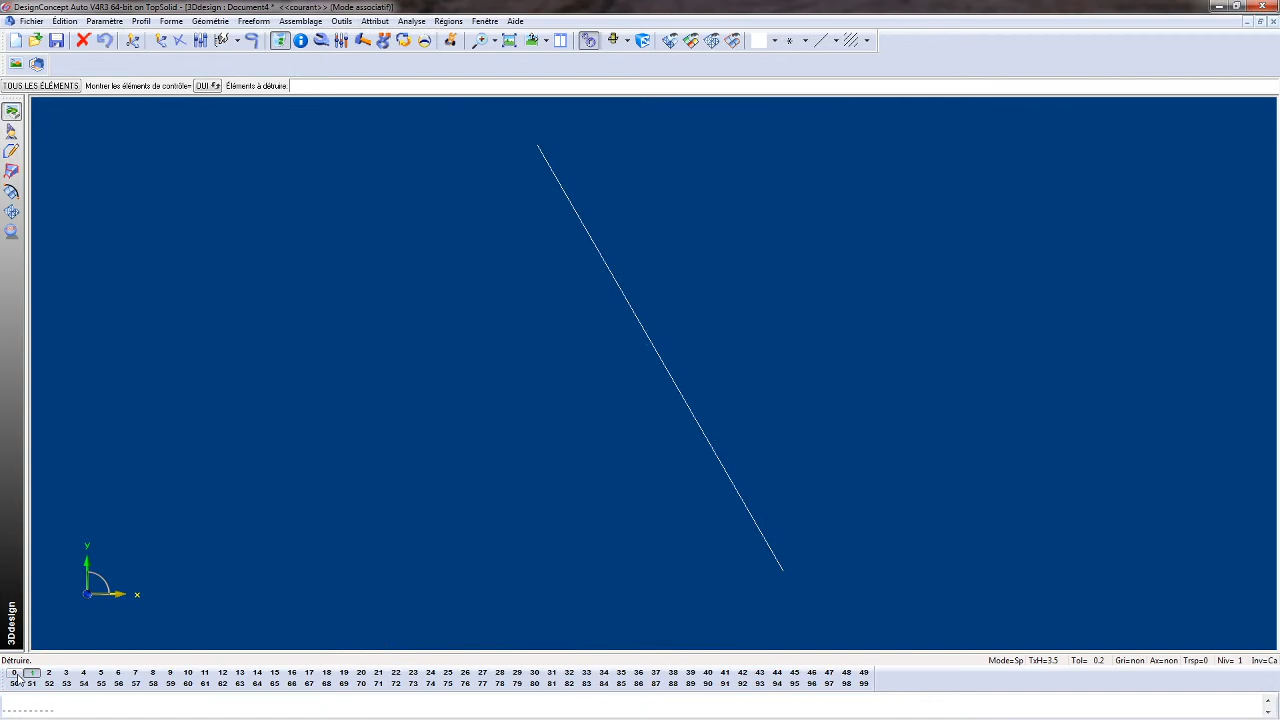 DesignConcept Auto V4R3 64-bit on TopSolid - [3Ddesign : Document4 *  <<courant>> (Mode associatif)]
Fichier Édition Paramètre Profil Forme Géométrie Freeform Assemblage Outils Attribut Analyse Régions Fenêtre Aide
TOUS LES ÉLÉMENTS Montrer les éléments de contrôle= OUI Éléments à détruire:
y
x
3Ddesign
Détruire. Mode=Sp TxH=3.5 Tol= 0.2 Gri=non Ax=non Trsp=0 Niv= 1 Inv=Ca
0 1 2 3 4 5 6 7 8 9 10 11 12 13 14 15 16 17 18 19 20 21 22 23 24 25 26 27 28 29 30 31 32 33 34 35 36 37 38 39 40 41 42 43 44 45 46 47 48 49
50 51 52 53 54 55 56 57 58 59 60 61 62 63 64 65 66 67 68 69 70 71 72 73 74 75 76 77 78 79 80 81 82 83 84 85 86 87 88 89 90 91 92 93 94 95 96 97 98 99
----------